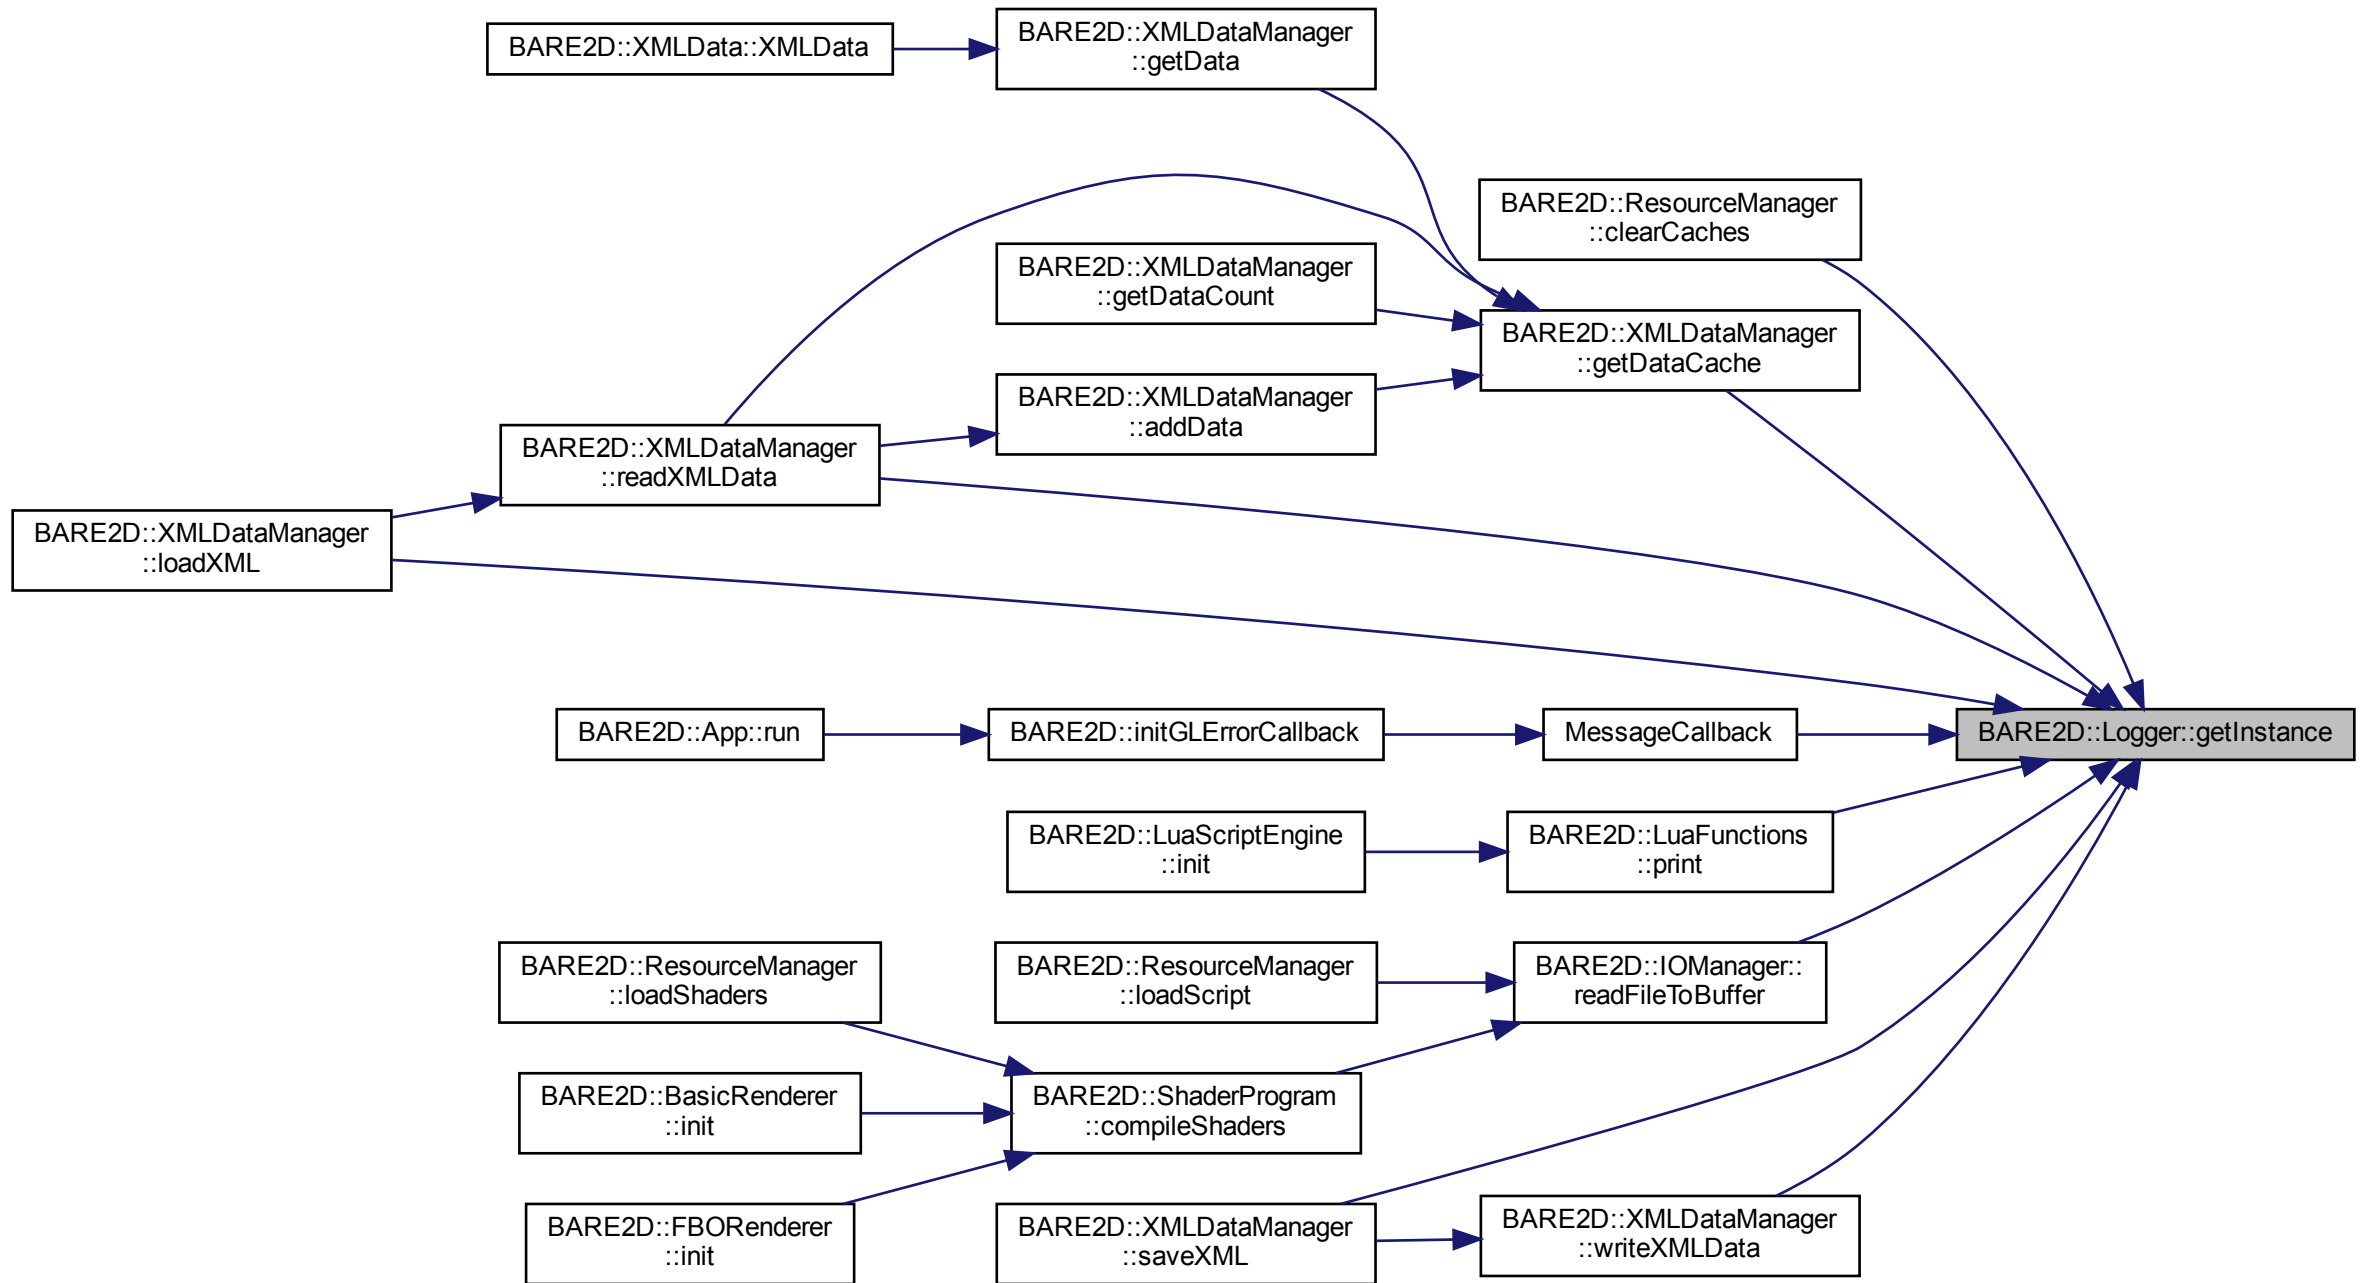 BARE2D::XMLData::XMLData
BARE2D::XMLDataManager
::getData
BARE2D::ResourceManager
::clearCaches
BARE2D::XMLDataManager
::getDataCount
BARE2D::XMLDataManager
::getDataCache
BARE2D::XMLDataManager
::addData
BARE2D::XMLDataManager
::readXMLData
BARE2D::XMLDataManager
::loadXML
BARE2D::App::run
BARE2D::initGLErrorCallback
MessageCallback
BARE2D::Logger::getInstance
BARE2D::LuaScriptEngine
::init
BARE2D::LuaFunctions
::print
BARE2D::ResourceManager
::loadShaders
BARE2D::ResourceManager
::loadScript
BARE2D::IOManager::
readFileToBuffer
BARE2D::BasicRenderer
::init
BARE2D::ShaderProgram
::compileShaders
BARE2D::FBORenderer
::init
BARE2D::XMLDataManager
::saveXML
BARE2D::XMLDataManager
::writeXMLData